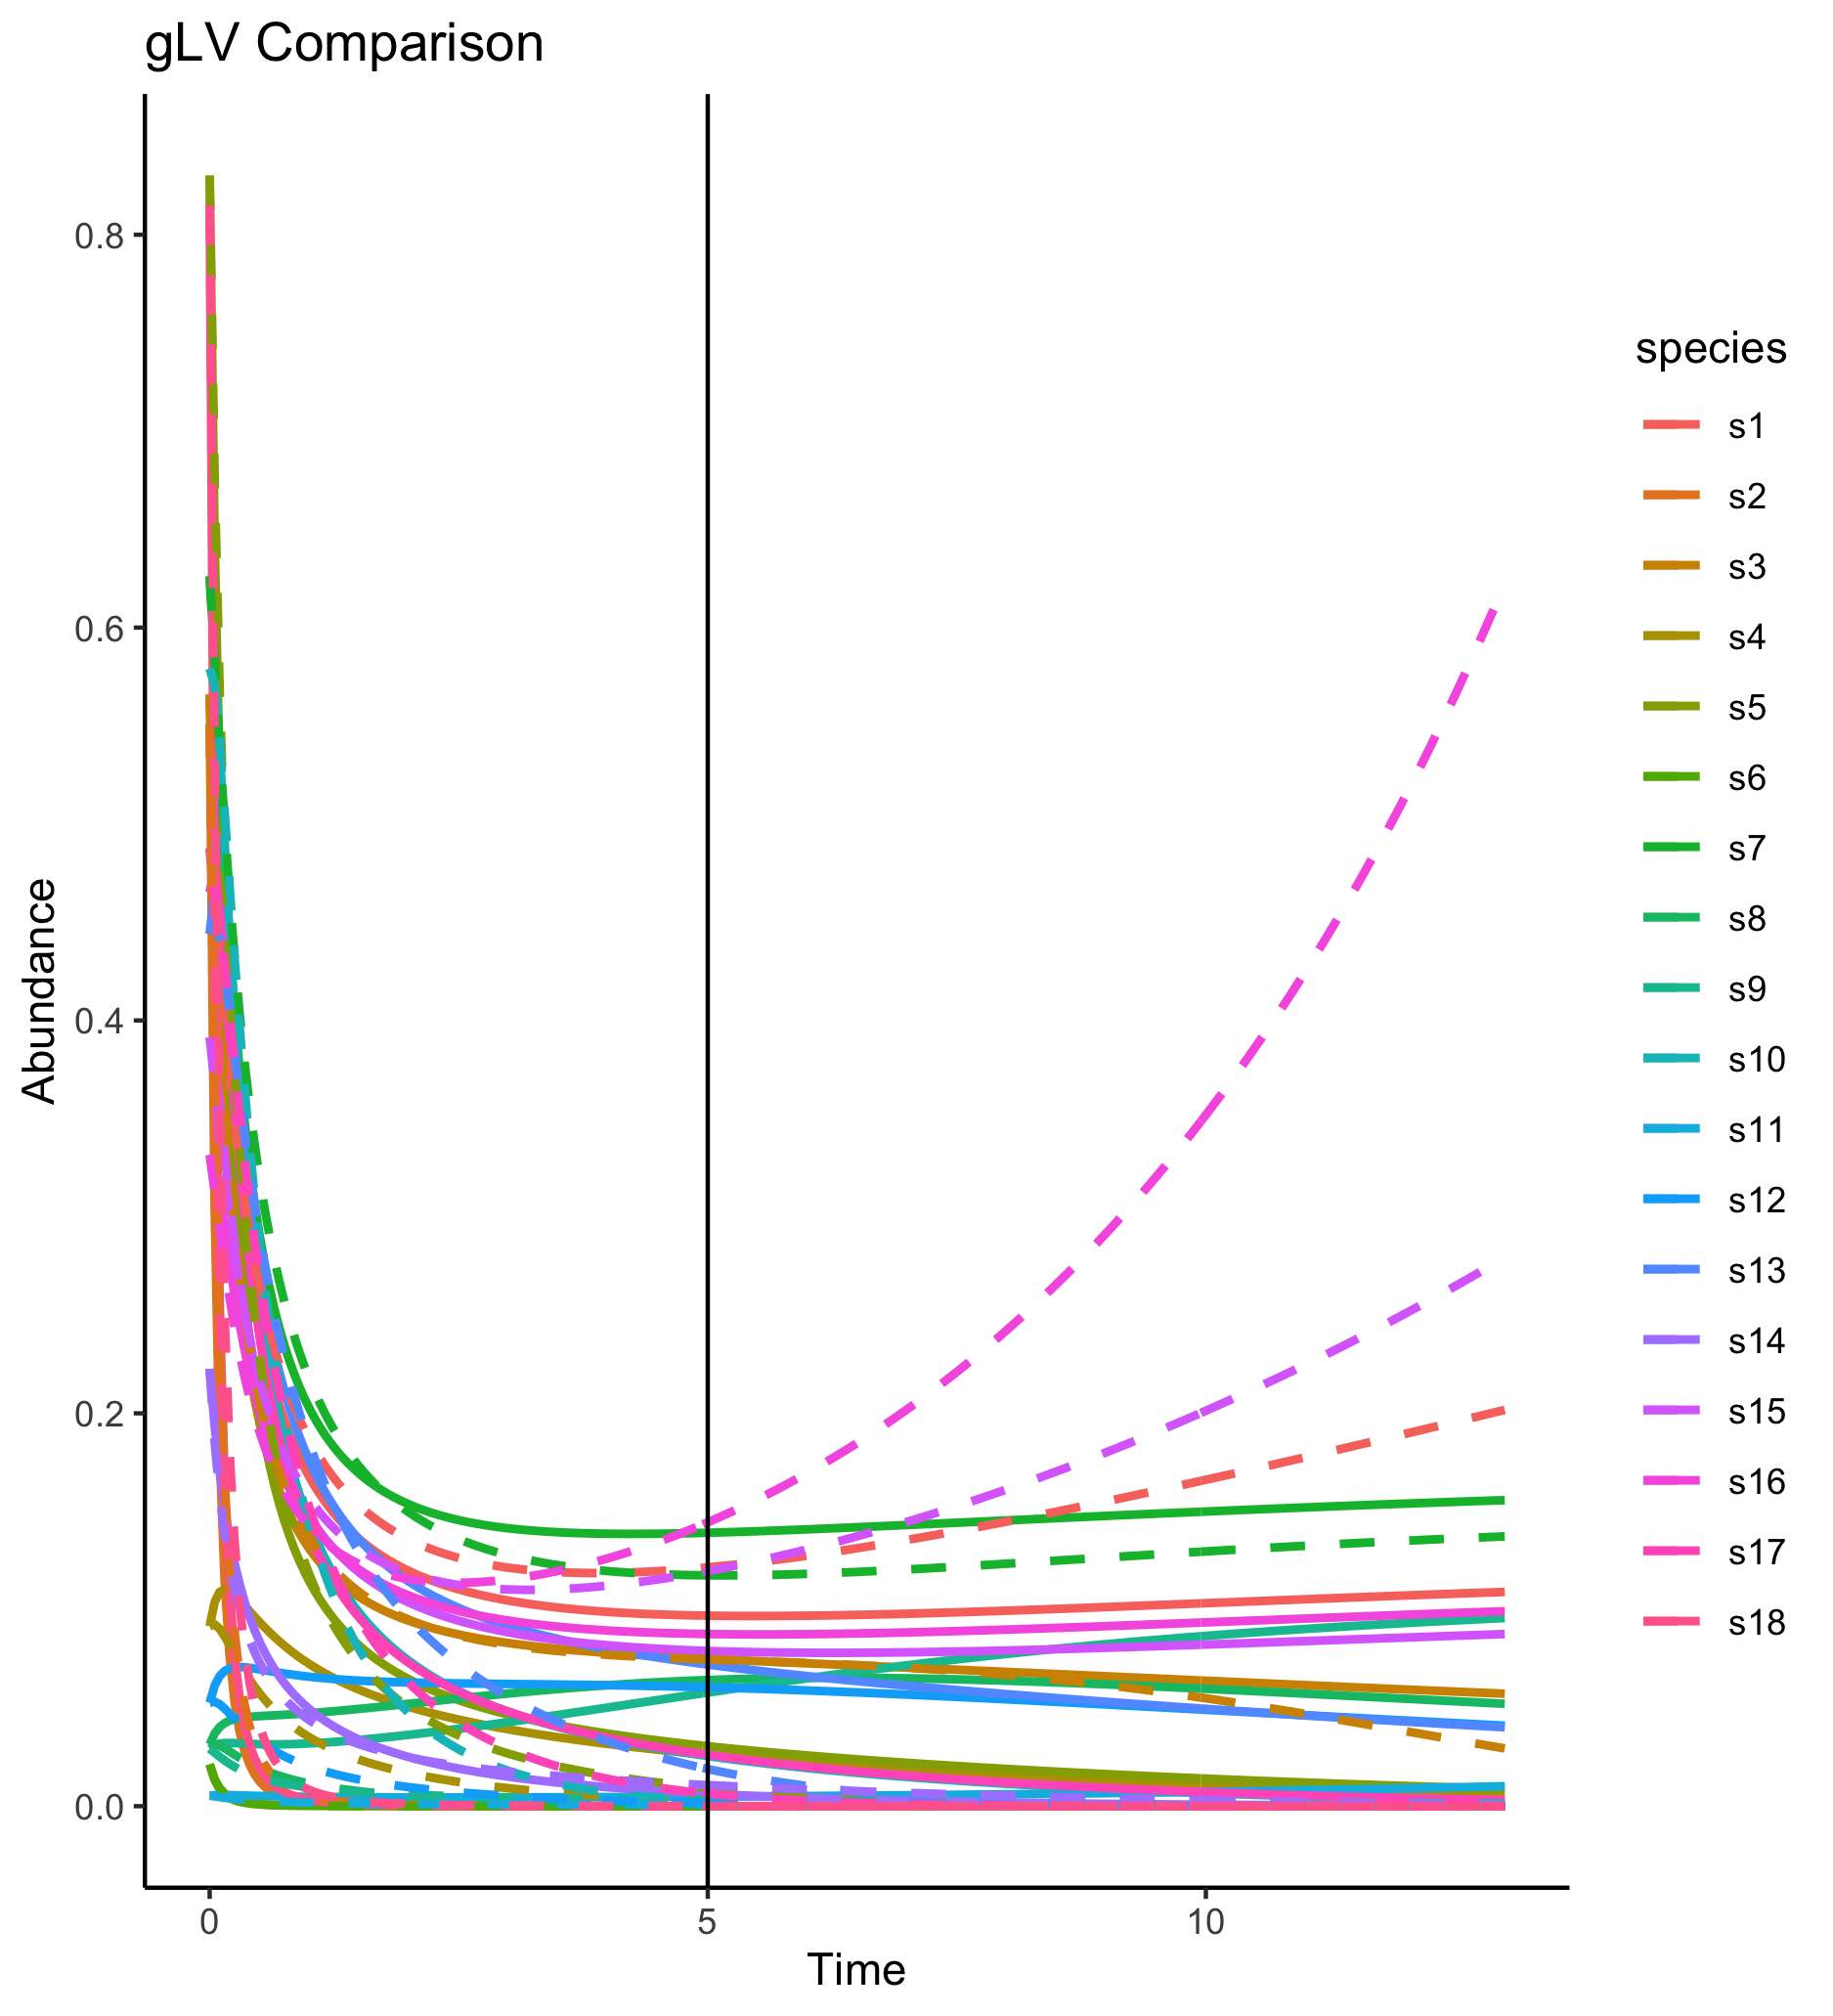 gLV Comparison
Abundance
0.8
0.6
0.4
0.2
0.0
0
5
10
Time
species
s1
s2
s3
s4
s5
s6
s7
s8
s9
s10
s11
s12
s13
s14
s15
s16
s17
s18